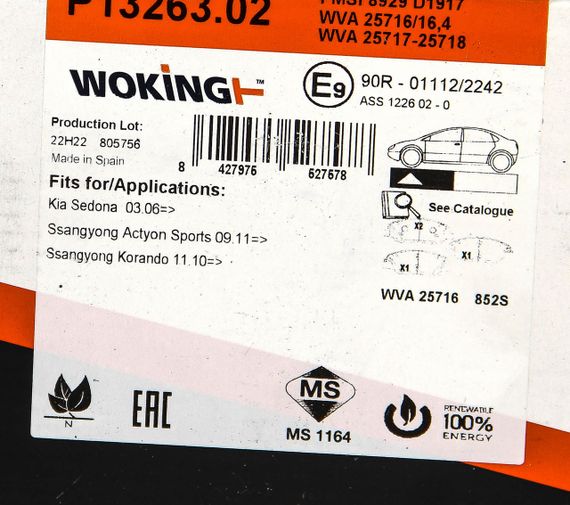 P13263.02
FMSI 8929 D1917
WVA 25716/16,4
WVA 25717-25718
WOKING™
E9
90R - 01112/2242
ASS 1226 02 - 0
Production Lot:
22H22 805756
Made in Spain
8 427975 627678
Fits for/Applications:
Kia Sedona 03.06=>
Ssangyong Actyon Sports 09.11=>
Ssangyong Korando 11.10=>
See Catalogue
X2
X1
X1
WVA 25716 852S
N
EAC
MS
MS 1164
RENEWABLE
100%
ENERGY